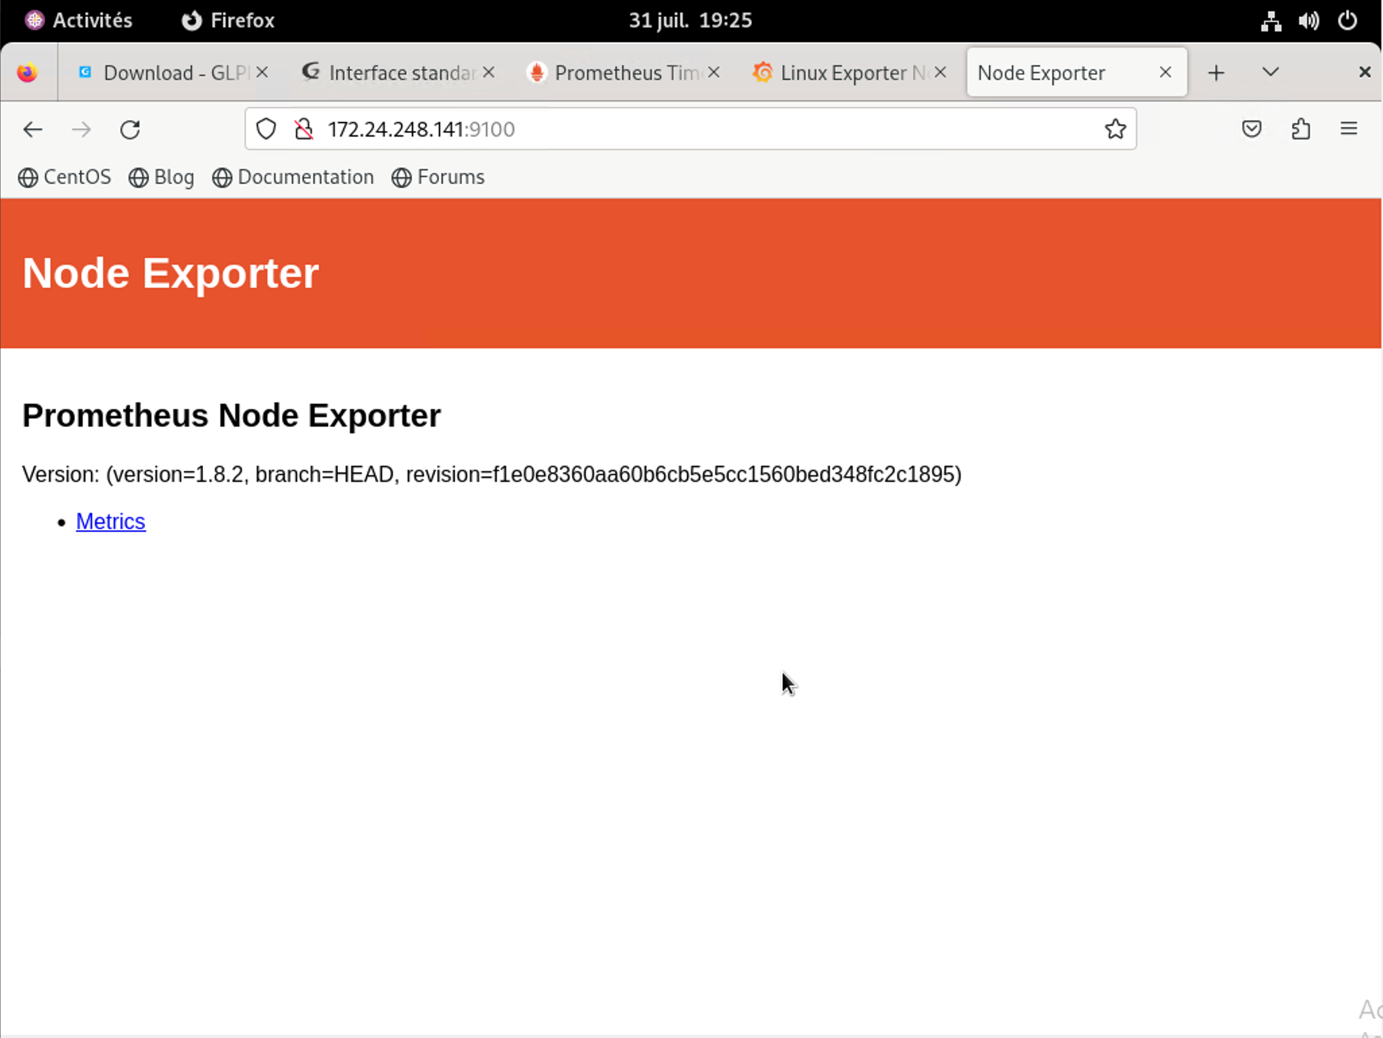 Activités Firefox 31 juil. 19:25
Download - GLPI Interface standar Prometheus Time Linux Exporter No Node Exporter
172.24.248.141:9100
CentOS Blog Documentation Forums
Node Exporter
Prometheus Node Exporter
Version: (version=1.8.2, branch=HEAD, revision=f1e0e8360aa60b6cb5e5cc1560bed348fc2c1895)
• Metrics